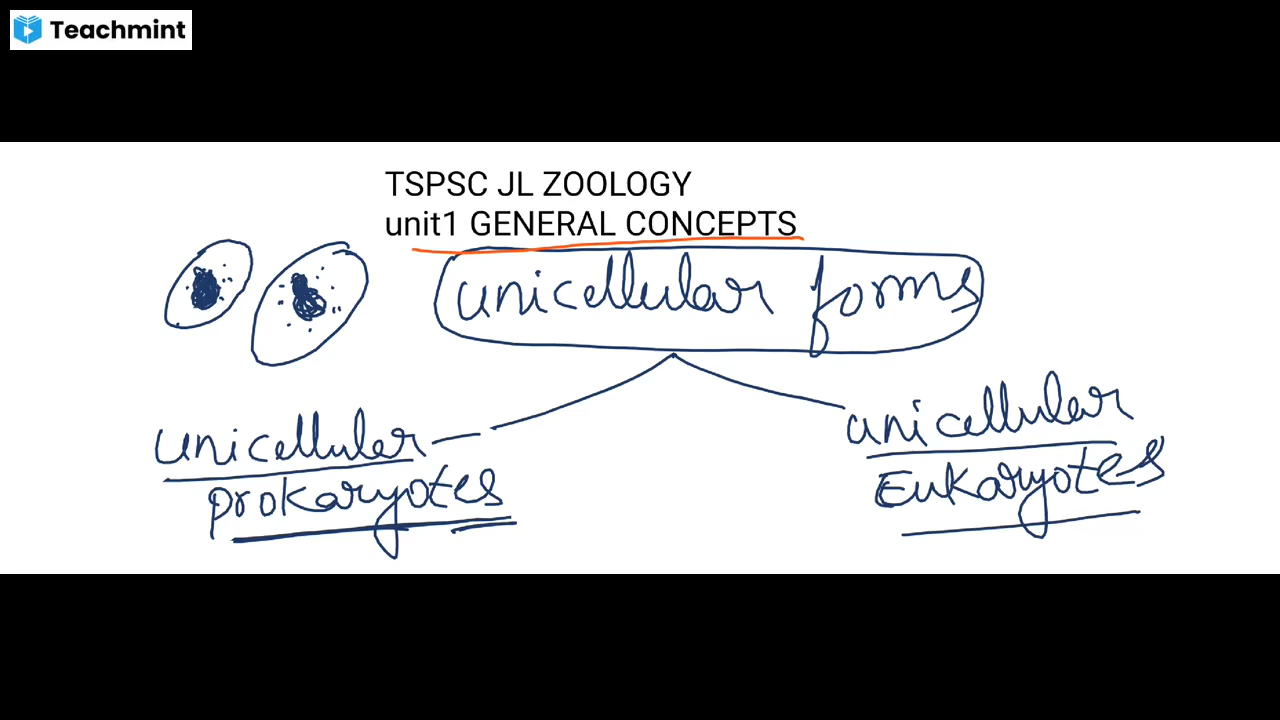 Teachmint
TSPSC JL ZOOLOGY
unit1 GENERAL CONCEPTS
unicellular forms
unicellular
prokaryotes
unicellular
Eukaryotes